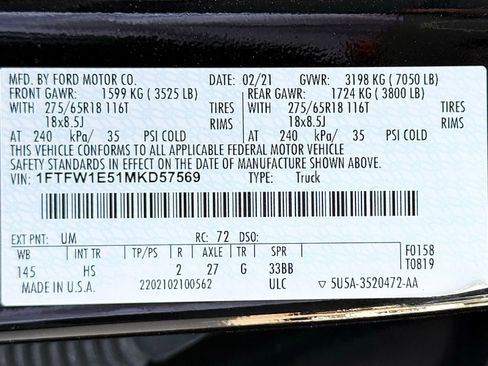 MFD. BY FORD MOTOR CO. 02/21 GVWR: 3198 KG ( 7050 LB)
FRONT GAWR: 1599 KG ( 3525 LB) REAR GAWR: 1724 KG ( 3800 LB)
WITH 275/65R18 116T TIRES WITH 275/65R18 116T TIRES
18x8.5J RIMS 18x8.5J RIMS
AT 240 kPa/ 35 PSI COLD AT 240 kPa/ 35 PSI COLD
THIS VEHICLE CONFORMS TO ALL APPLICABLE FEDERAL MOTOR VEHICLE
SAFETY STANDARDS IN EFFECT ON THE DATE OF MANUFACTURE SHOWN ABOVE.
VIN: 1FTFW1E51MKD57569 TYPE: Truck
EXT PNT: UM RC: 72 DSO:
WB INT TR TP/PS R AXLE TR SPR F0158
145 HS 2 27 G 33BB T0819
MADE IN U.S.A. 2202102100562 ULC ▽ 5U5A-3520472-AA